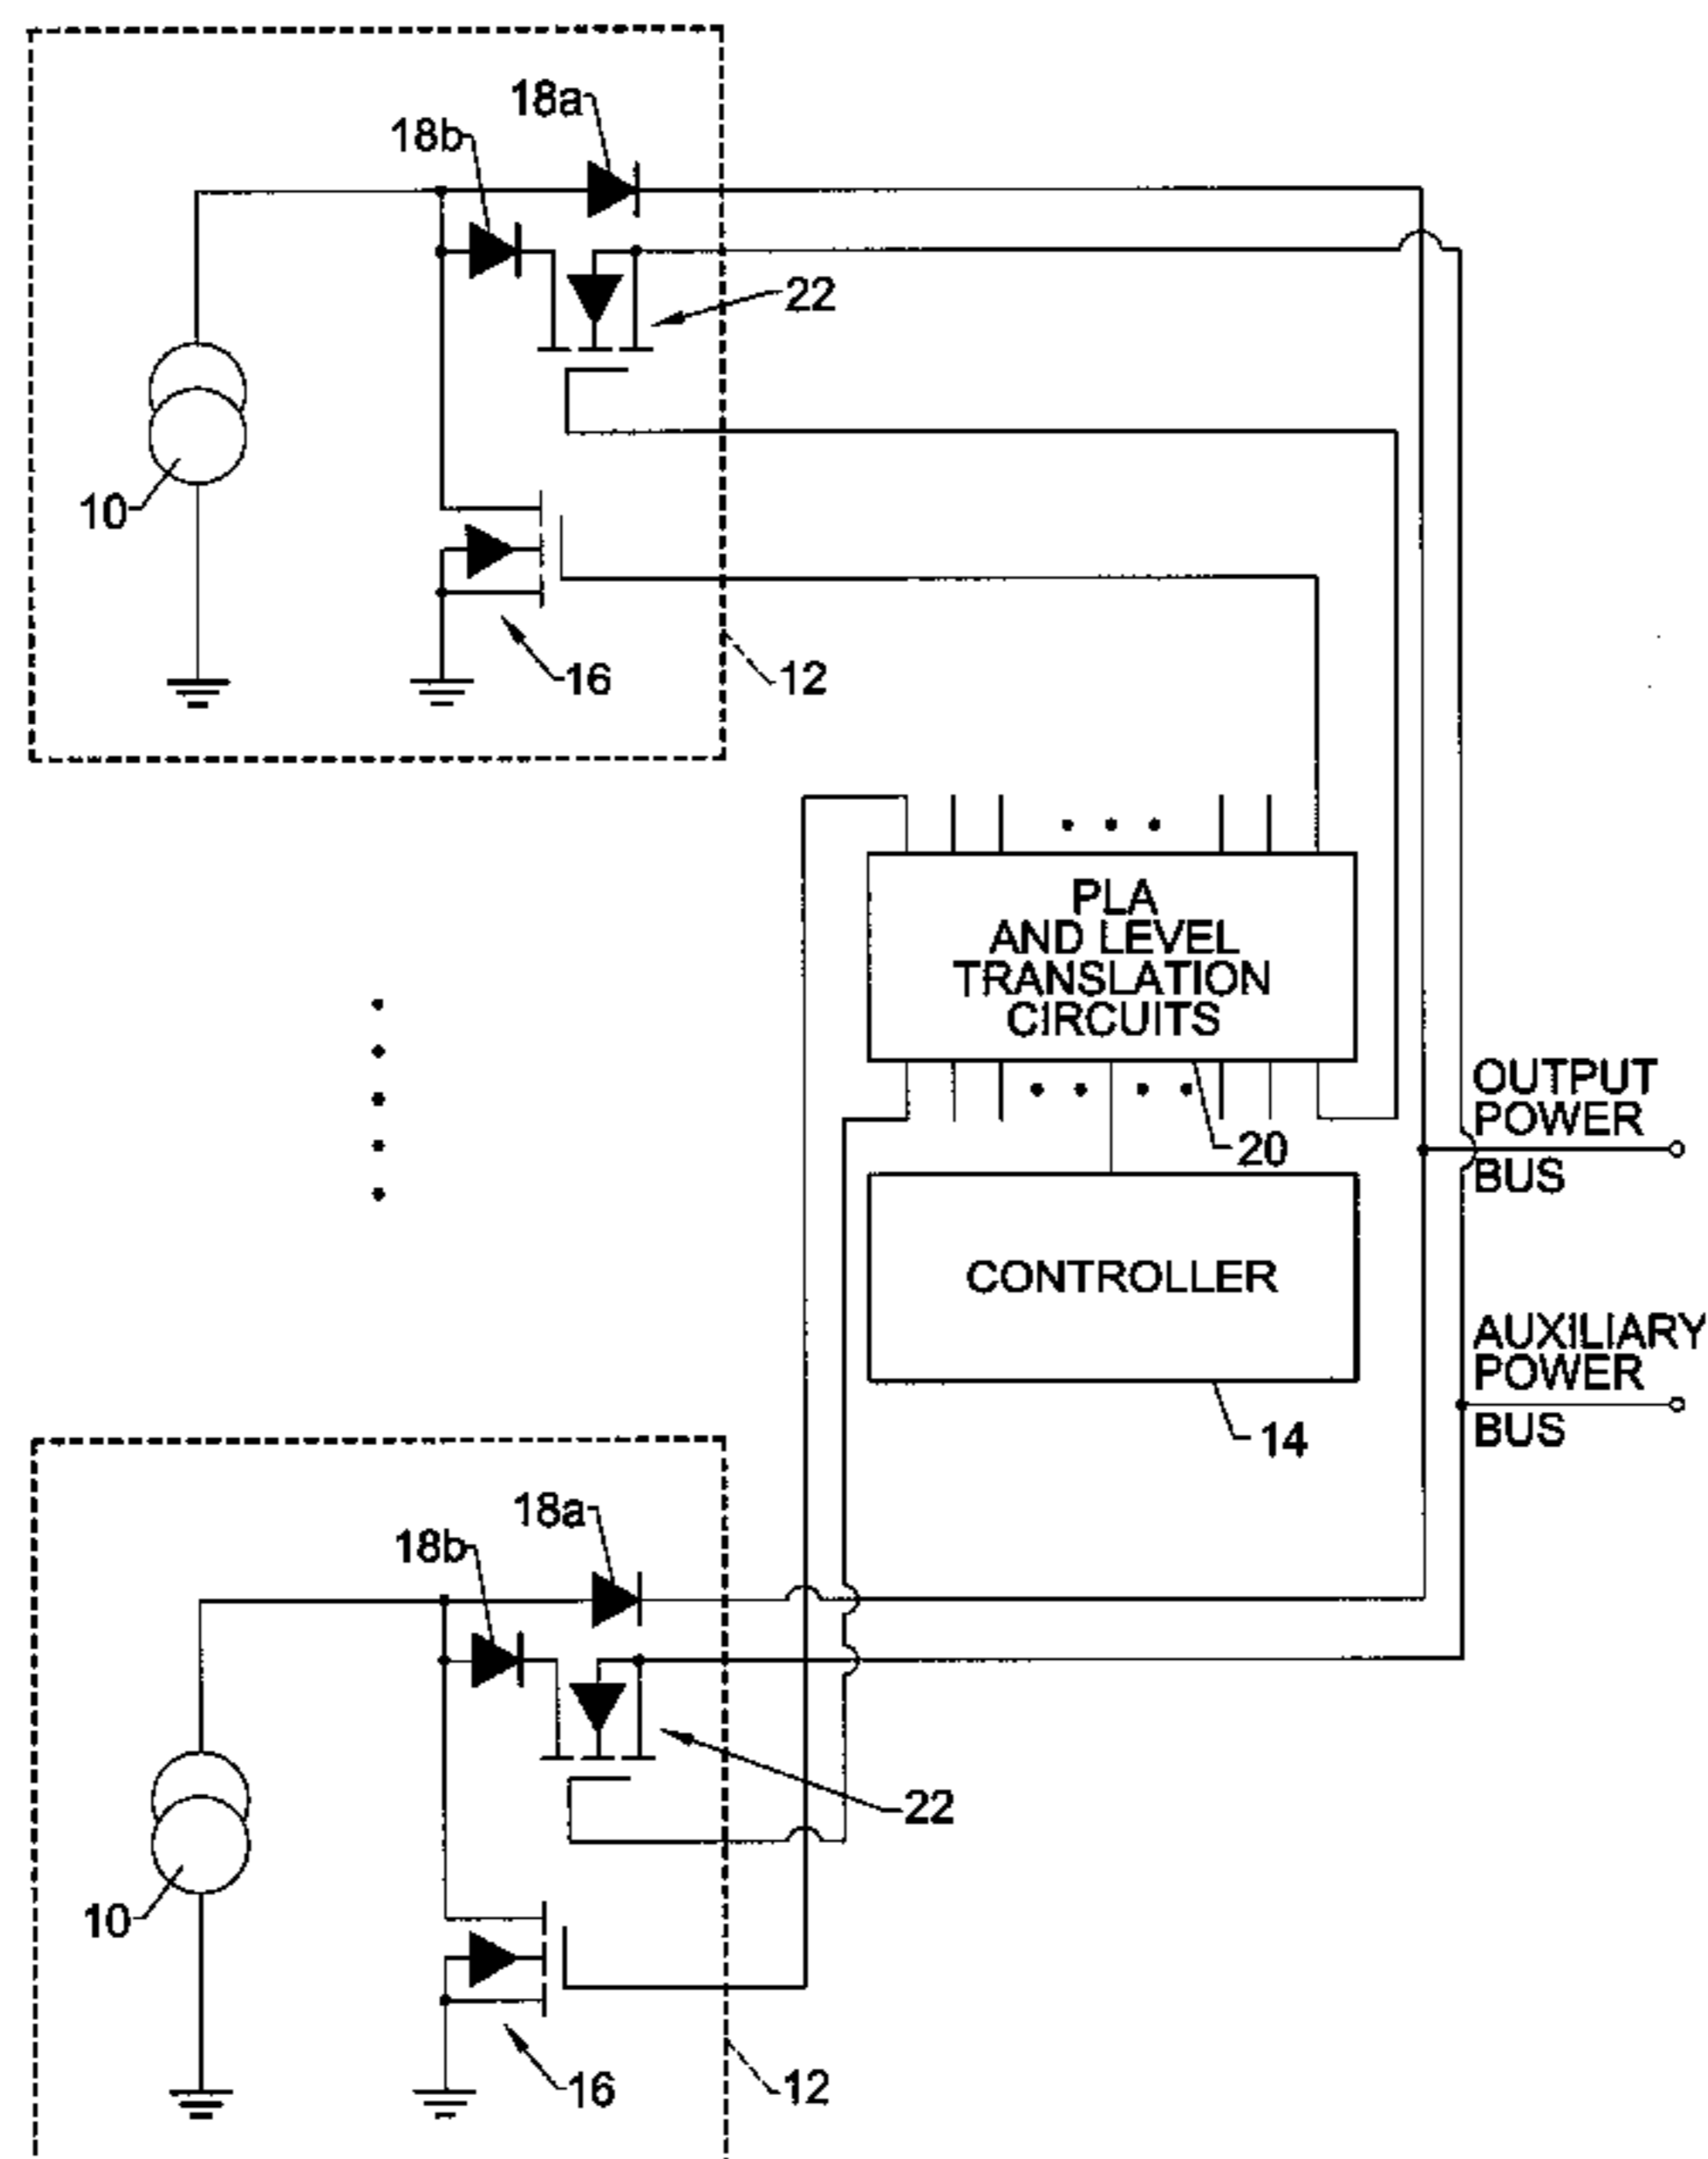 18a
18b
22
10
16
12
PLA
AND LEVEL
TRANSLATION
CIRCUITS
OUTPUT
POWER
BUS
20
CONTROLLER
AUXILIARY
POWER
BUS
14
18a
18b
22
10
16
12